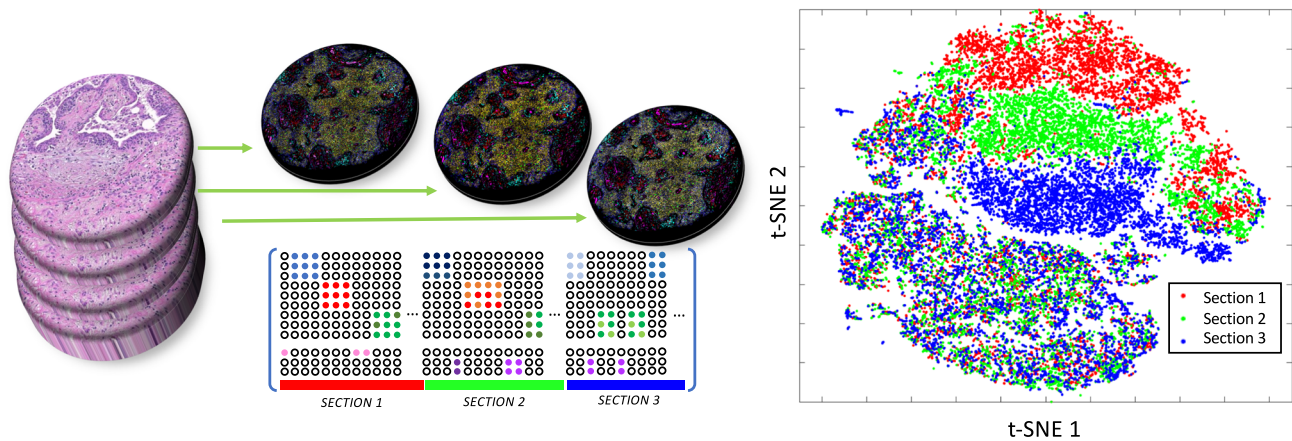 ... ... ...
SECTION 1 SECTION 2 SECTION 3
t-SNE 2
Section 1
Section 2
Section 3
t-SNE 1